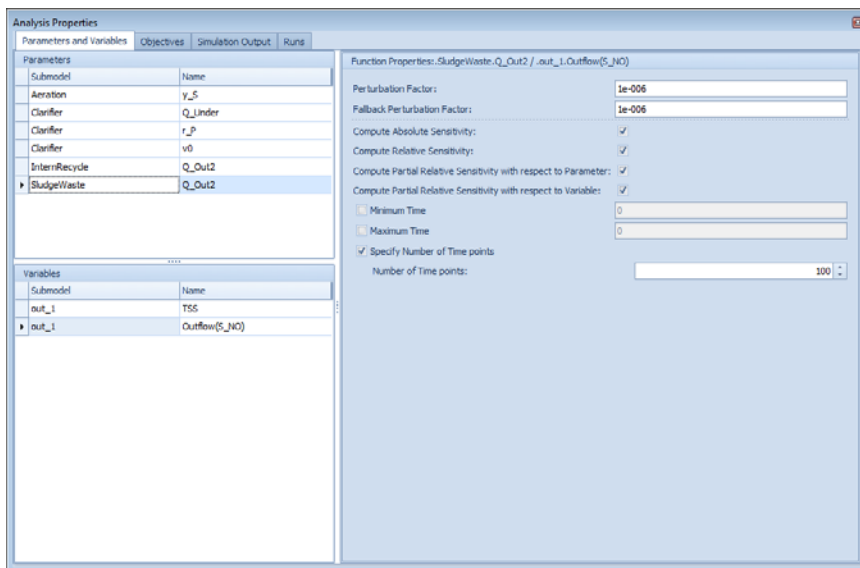 Analysis Properties
Parameters and Variables Objectives Simulation Output Runs
Parameters
Submodel Name
Aeration y_S
Clarifier Q_Under
Clarifier r_P
Clarifier v0
InternRecycle Q_Out2
SludgeWaste Q_Out2
Variables
Submodel Name
out_1 TSS
out_1 Outflow(S_NO)
Function Properties:.SludgeWaste.Q_Out2 / .out_1.Outflow(S_NO)
Perturbation Factor: 1e-006
Fallback Perturbation Factor: 1e-006
Compute Absolute Sensitivity:
Compute Relative Sensitivity:
Compute Partial Relative Sensitivity with respect to Parameter:
Compute Partial Relative Sensitivity with respect to Variable:
Minimum Time 0
Maximum Time 0
Specify Number of Time points
Number of Time points: 100